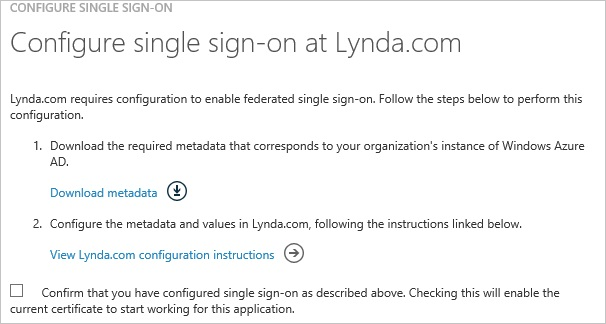 CONFIGURE SINGLE SIGN-ON
Configure single sign-on at Lynda.com
Lynda.com requires configuration to enable federated single sign-on. Follow the steps below to perform this
configuration.
1. Download the required metadata that corresponds to your organization's instance of Windows Azure
AD.
Download metadata
2. Configure the metadata and values in Lynda.com, following the instructions linked below.
View Lynda.com configuration instructions
Confirm that you have configured single sign-on as described above. Checking this will enable the
current certificate to start working for this application.